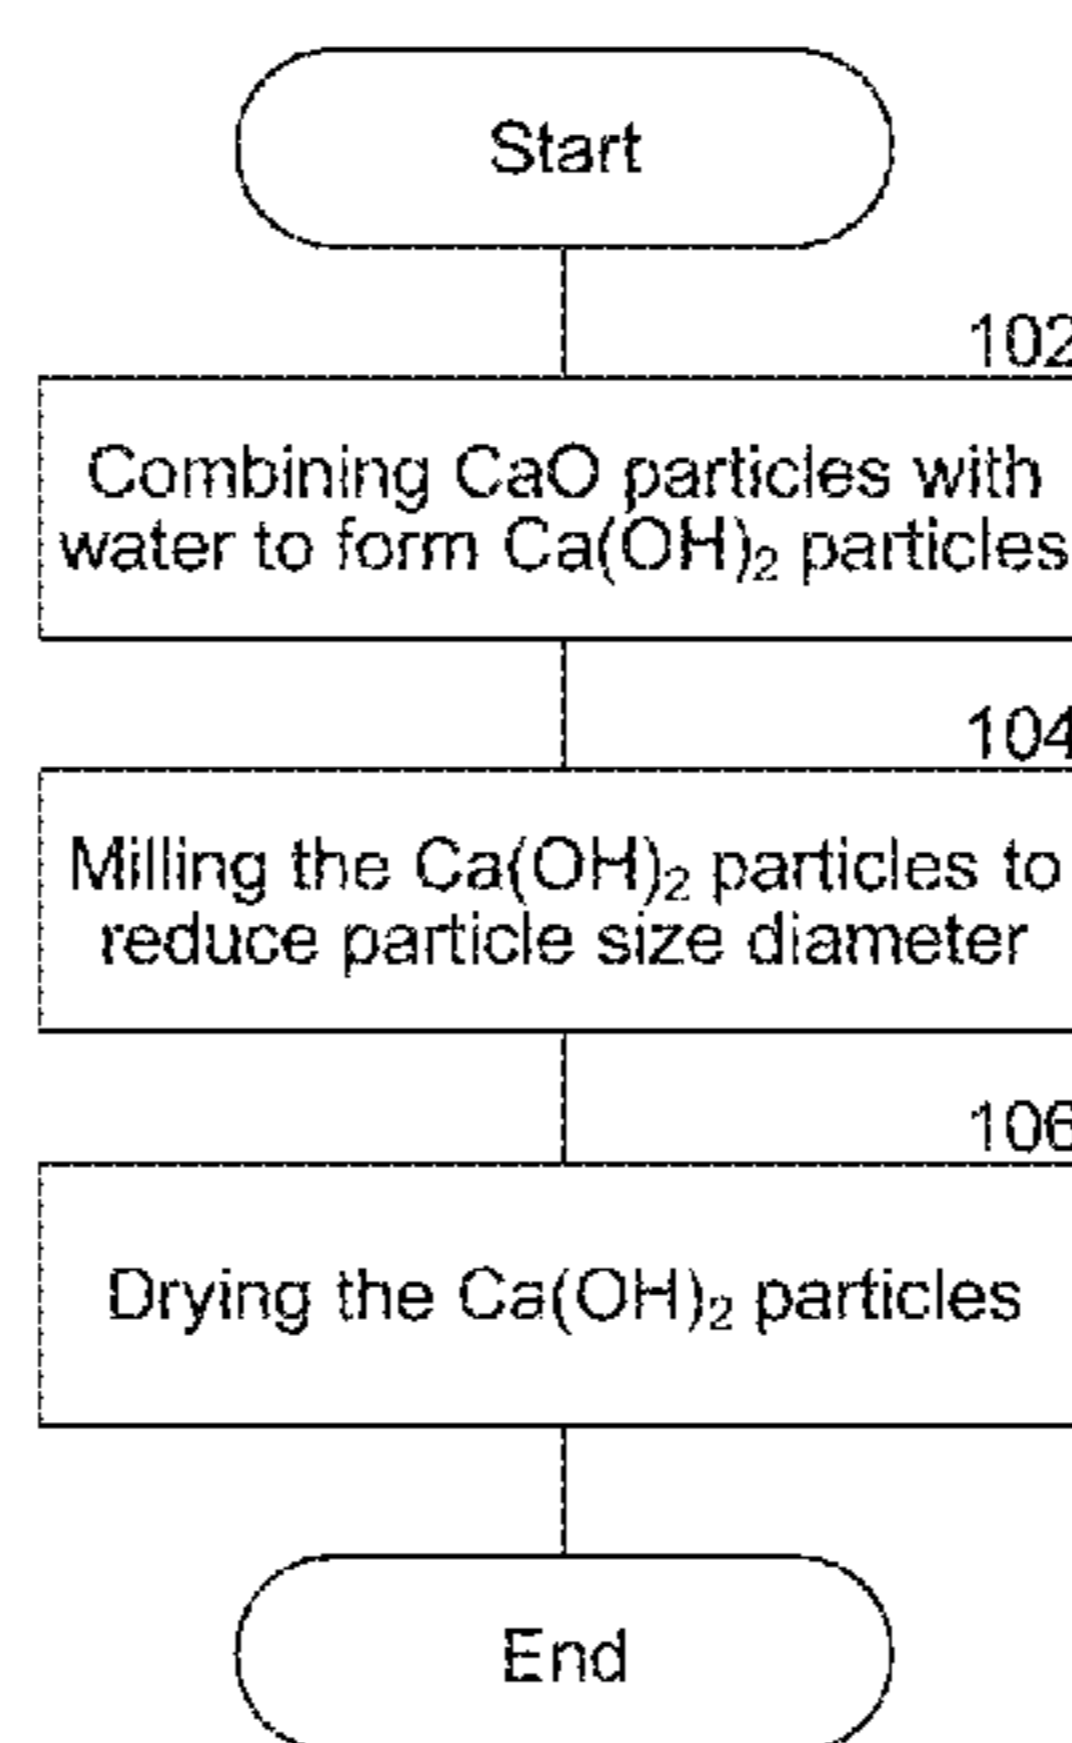 Start
102
Combining CaO particles with
water to form Ca(OH)₂ particles
104
Milling the Ca(OH)₂ particles to
reduce particle size diameter
106
Drying the Ca(OH)₂ particles
End